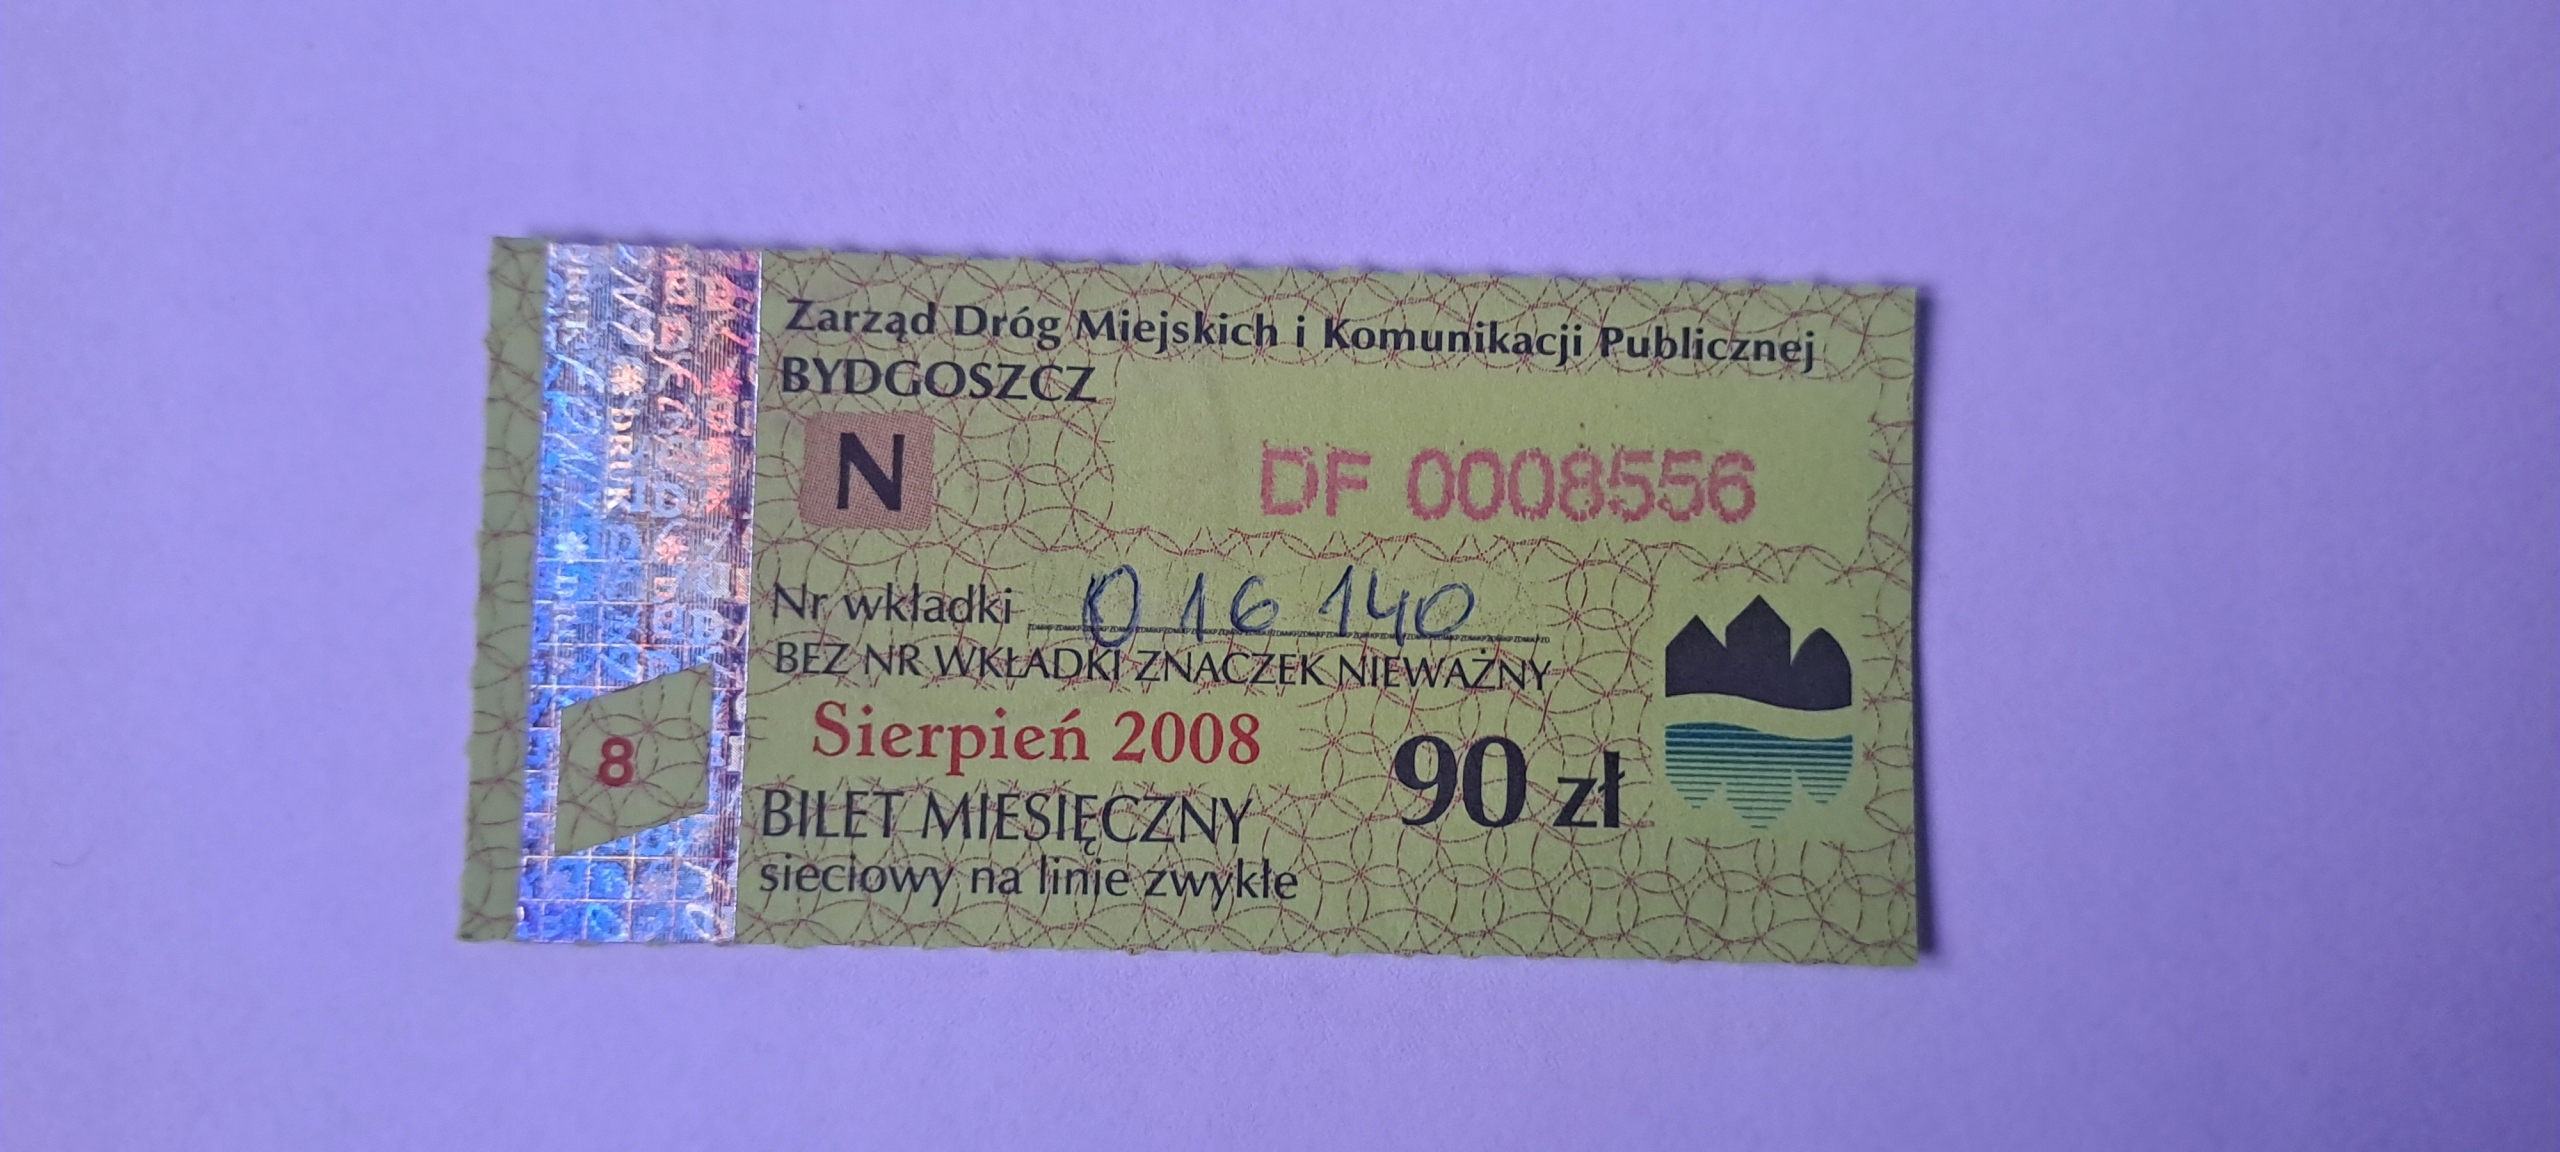 Zarząd Dróg Miejskich i Komunikacji Publicznej
BYDGOSZCZ
N
DF 0008556
Nr wkładki 016140
BEZ NR WKŁADKI ZNACZEK NIEWAŻNY
Sierpień 2008
90 zł
8
BILET MIESIĘCZNY
sieciowy na linie zwykłe
DRUK